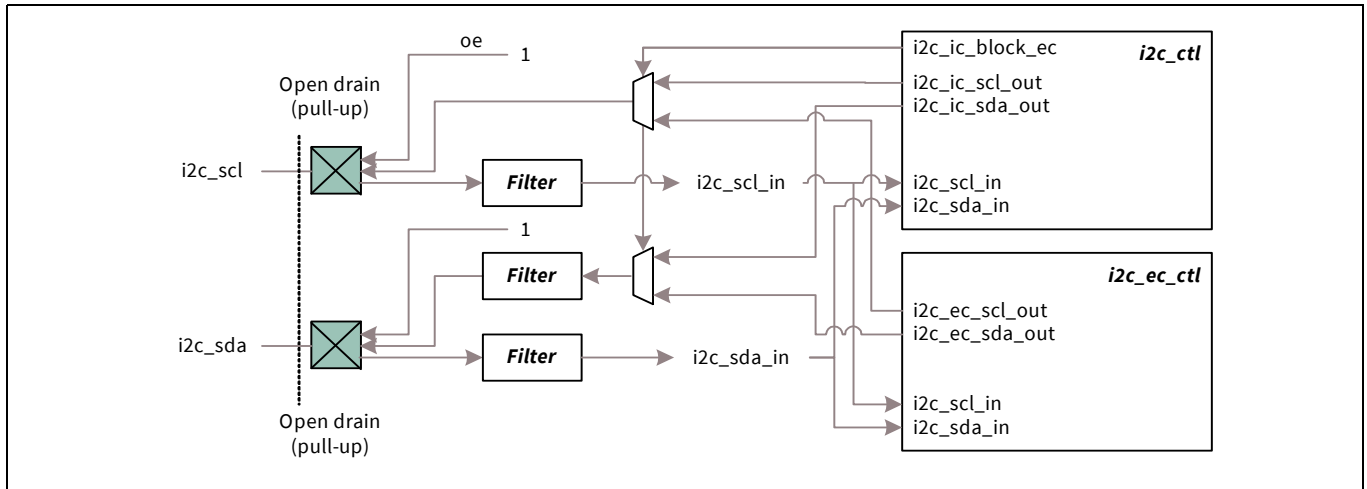 oe
1
i2c_ic_block_ec
i2c_ctl
Open drain
(pull-up)
i2c_ic_scl_out
i2c_ic_sda_out
i2c_scl
Filter
i2c_scl_in
i2c_scl_in
i2c_sda_in
1
Filter
i2c_ec_ctl
i2c_ec_scl_out
i2c_ec_sda_out
i2c_sda
Filter
i2c_sda_in
Open drain
(pull-up)
i2c_scl_in
i2c_sda_in